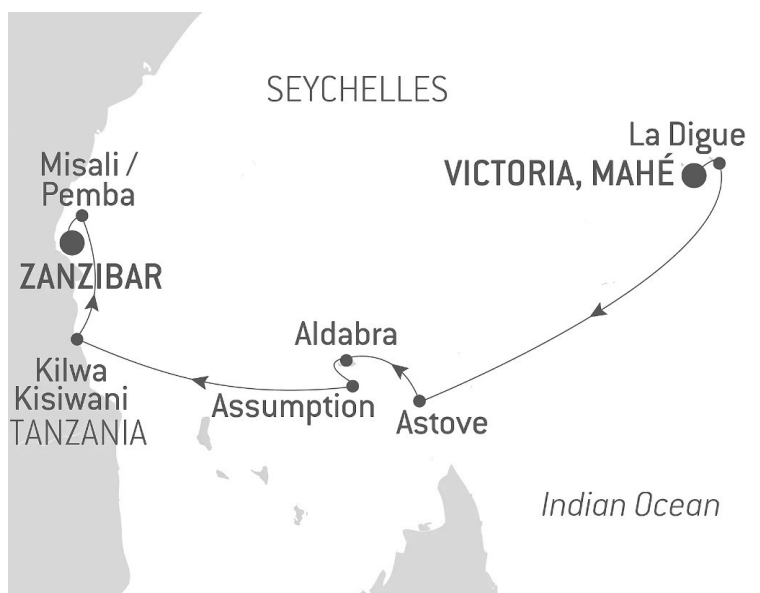 SEYCHELLES
La Digue
VICTORIA, MAHÉ
Misali /
Pemba
ZANZIBAR
Aldabra
Kilwa
Kisiwani
TANZANIA
Assumption
Astove
Indian Ocean